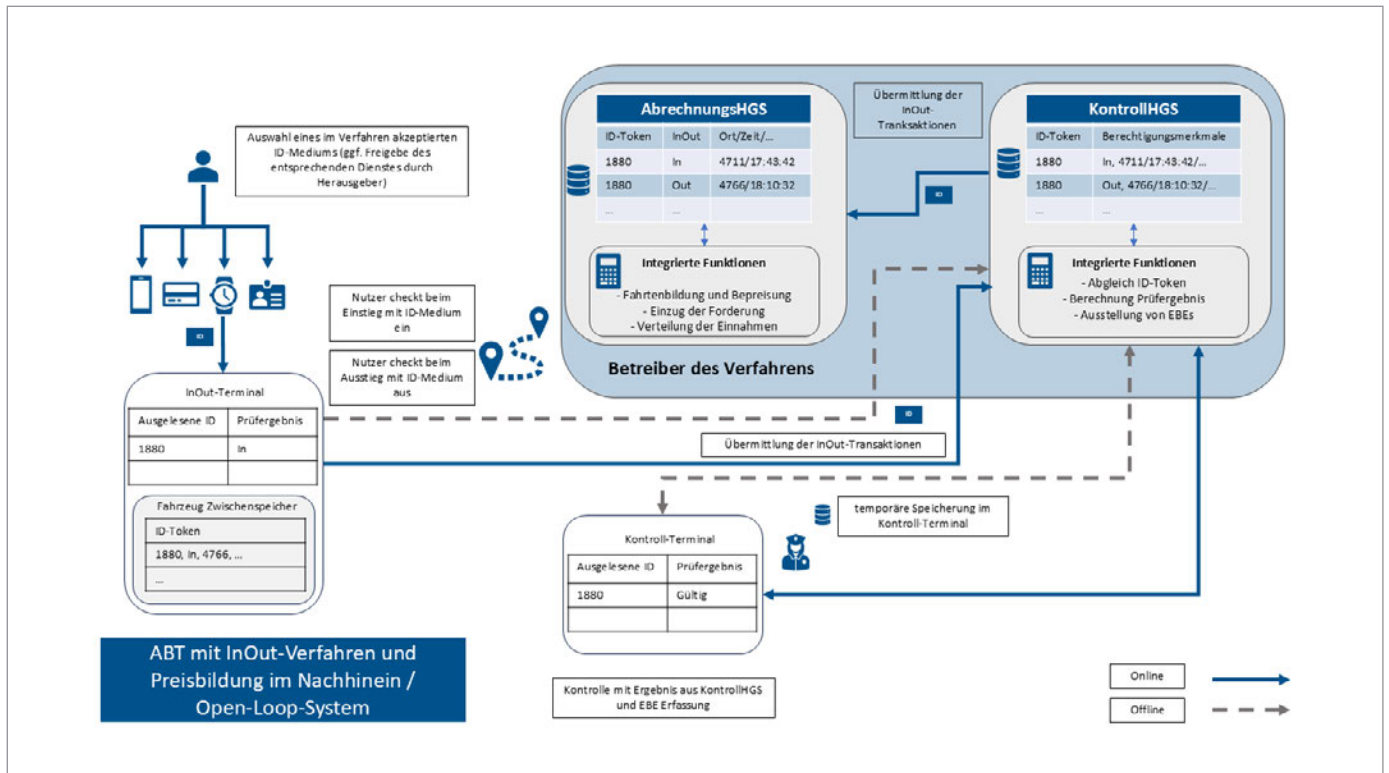 Auswahl eines im Verfahren akzeptierten
ID-Mediums (ggf. Freigabe des
entsprechenden Dienstes durch
Herausgeber)
ID
InOut-Terminal
Ausgelesene ID
Prüfergebnis
1880
In
Fahrzeug Zwischenspeicher
ID-Token
1880, In, 4766, ...
...
Nutzer checkt beim
Einstieg mit ID-Medium
ein
Nutzer checkt beim
Ausstieg mit ID-Medium
aus
AbrechnungsHGS
ID-Token
InOut
Ort/Zeit/...
1880
In
4711/17:43:42
1880
Out
4766/18:10:32
...
...
Integrierte Funktionen
- Fahrtenbildung und Bepreisung
- Einzug der Forderung
- Verteilung der Einnahmen
Übermittlung der
InOut-
Tranksaktionen
ID
KontrollHGS
ID-Token
Berechtigungsmerkmale
1880
In, 4711/17:43:42/...
1880
Out, 4766/18:10:32/...
...
...
Integrierte Funktionen
- Abgleich ID-Token
- Berechnung Prüfergebnis
- Ausstellung von EBEs
Betreiber des Verfahrens
ID
Übermittlung der InOut-Transaktionen
temporäre Speicherung im
Kontroll-Terminal
Kontroll-Terminal
Ausgelesene ID
Prüfergebnis
1880
Gültig
Kontrolle mit Ergebnis aus KontrollHGS
und EBE Erfassung
ABT mit InOut-Verfahren und
Preisbildung im Nachhinein /
Open-Loop-System
Online
Offline